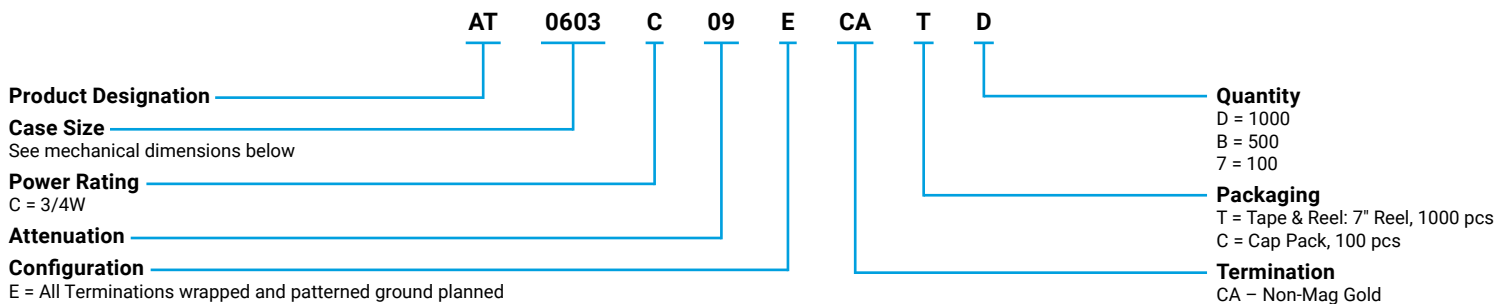 AT 0603 C 09 E CA T D
Product Designation
Case Size
See mechanical dimensions below
Power Rating
C = 3/4W
Attenuation
Configuration
E = All Terminations wrapped and patterned ground planned
Quantity
D = 1000
B = 500
7 = 100
Packaging
T = Tape & Reel: 7" Reel, 1000 pcs
C = Cap Pack, 100 pcs
Termination
CA – Non-Mag Gold